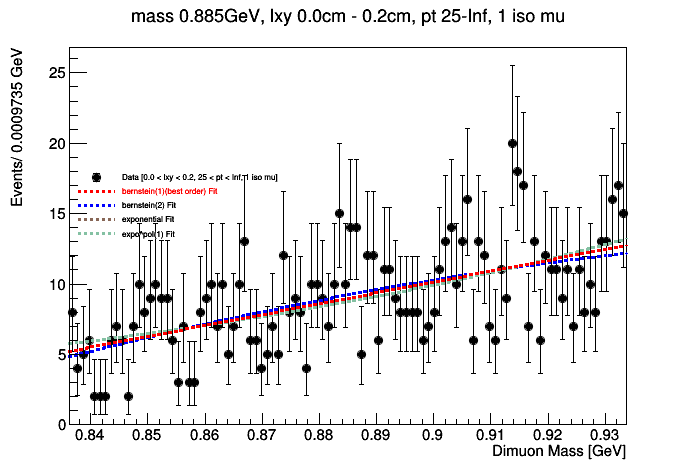 mass 0.885GeV, lxy 0.0cm - 0.2cm, pt 25-Inf, 1 iso mu
Events/ 0.0009735 GeV
25
20
15
10
5
0
Data [0.0 < lxy < 0.2, 25 < pt < Inf, 1 iso mu]
bernstein(1)(best order) Fit
bernstein(2) Fit
exponential Fit
expo*pol(1) Fit
0.84 0.85 0.86 0.87 0.88 0.89 0.9 0.91 0.92 0.93
Dimuon Mass [GeV]